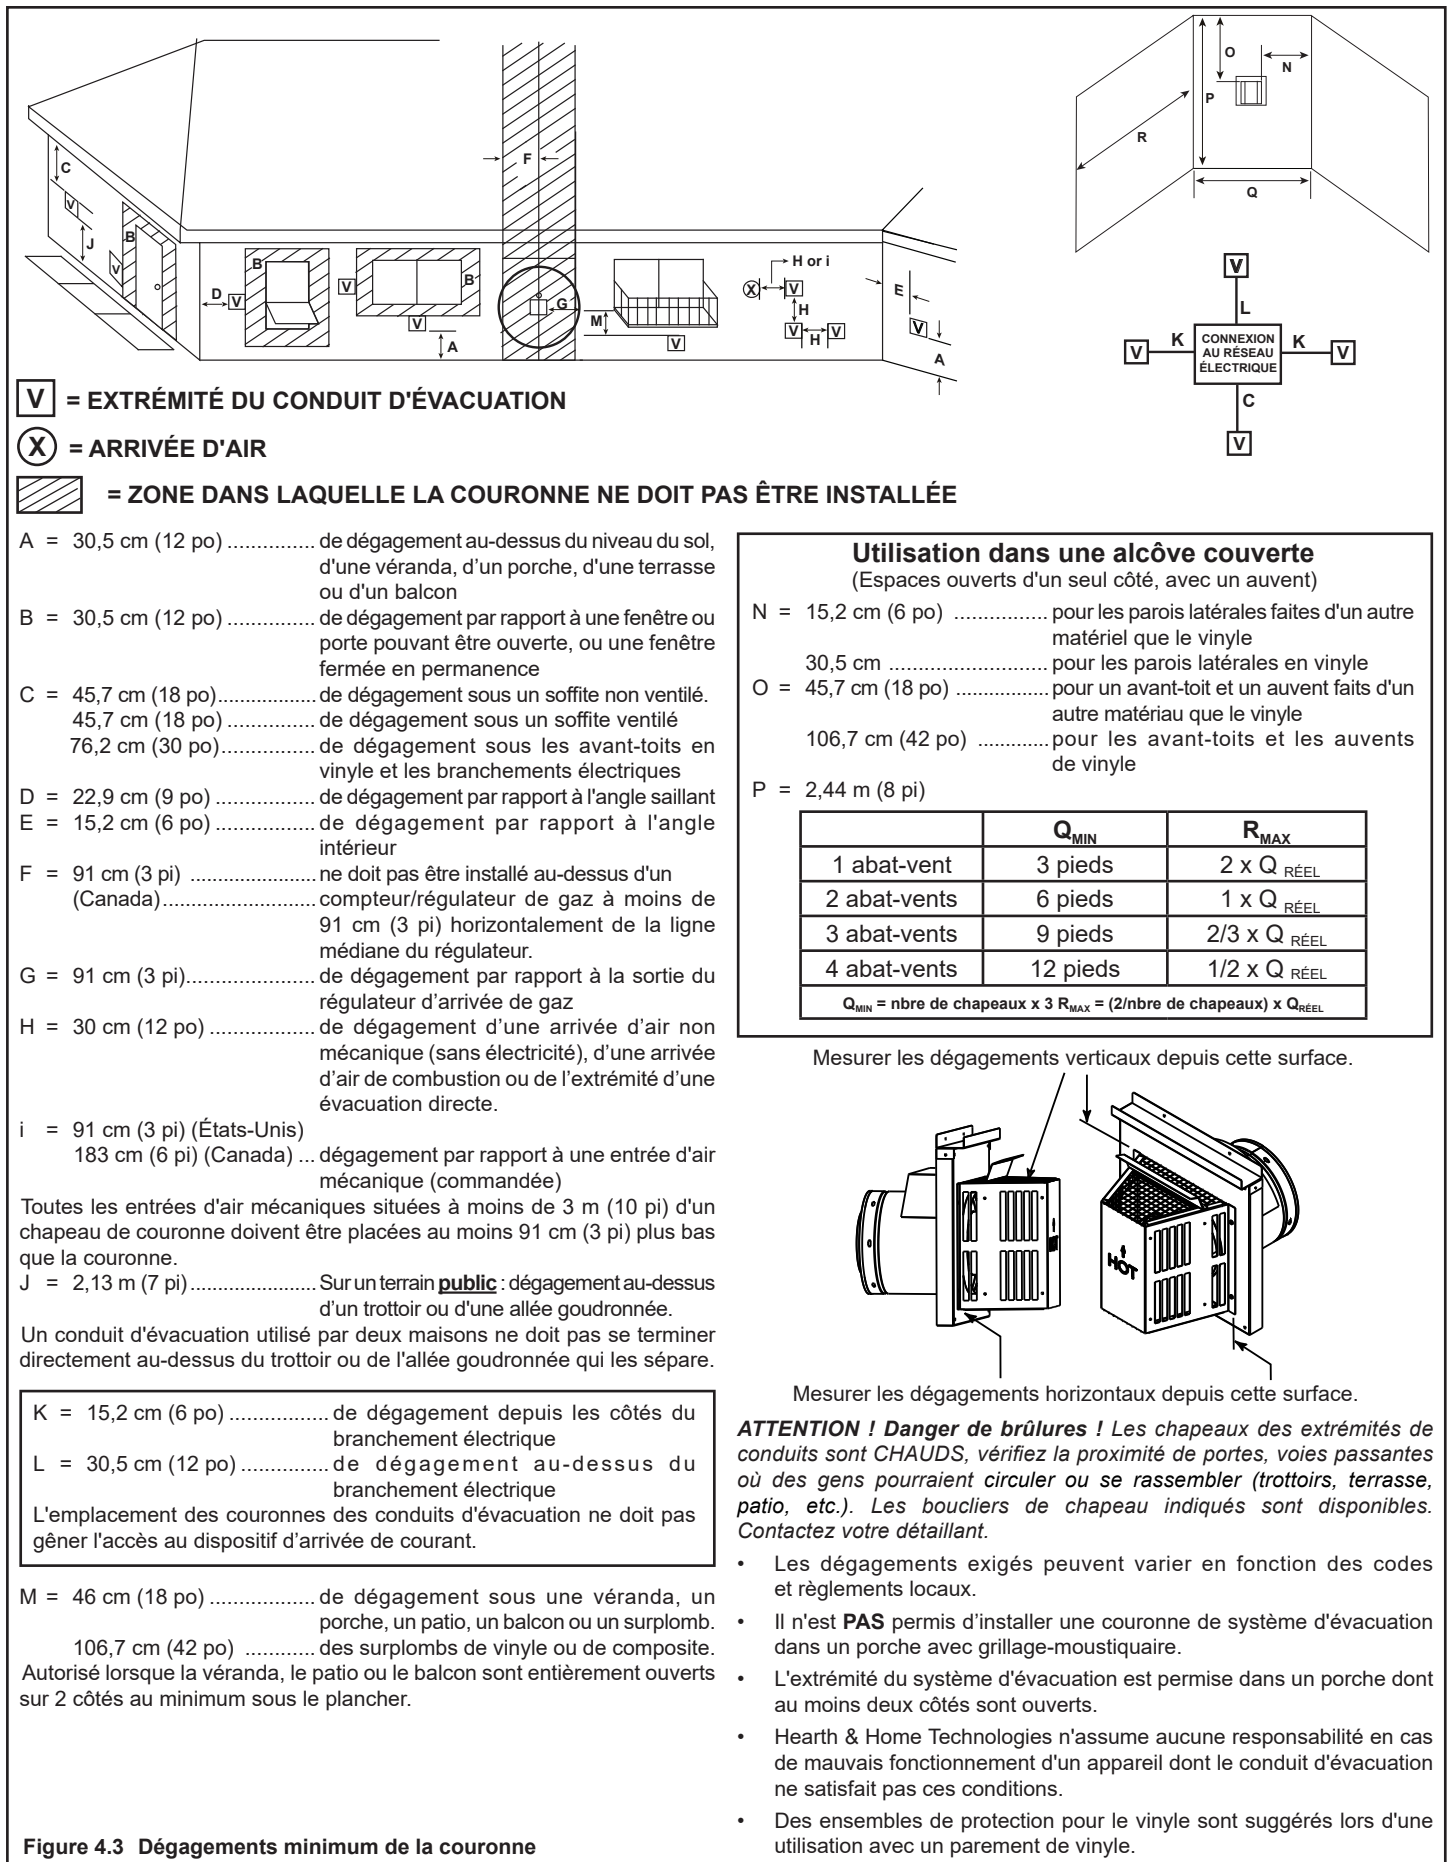 C
V
J
B
V
D
V
B
V
B
V
A
F
G
M
V
H or i
X
V
H
V
V
H
E
V
A
O
N
P
R
Q
V
L
V
K
CONNEXION
AU RÉSEAU
ÉLECTRIQUE
K
V
C
V
V = EXTRÉMITÉ DU CONDUIT D'ÉVACUATION
X = ARRIVÉE D'AIR
= ZONE DANS LAQUELLE LA COURONNE NE DOIT PAS ÊTRE INSTALLÉE
A = 30,5 cm (12 po) ............... de dégagement au-dessus du niveau du sol,
d'une véranda, d'un porche, d'une terrasse
ou d'un balcon
B = 30,5 cm (12 po) ............... de dégagement par rapport à une fenêtre ou
porte pouvant être ouverte, ou une fenêtre
fermée en permanence
C = 45,7 cm (18 po)................. de dégagement sous un soffite non ventilé.
45,7 cm (18 po) ............... de dégagement sous un soffite ventilé
76,2 cm (30 po)................ de dégagement sous les avant-toits en
vinyle et les branchements électriques
D = 22,9 cm (9 po) ................. de dégagement par rapport à l'angle saillant
E = 15,2 cm (6 po) ................. de dégagement par rapport à l'angle
intérieur
F = 91 cm (3 pi) ....................... ne doit pas être installé au-dessus d'un
(Canada).......................... compteur/régulateur de gaz à moins de
91 cm (3 pi) horizontalement de la ligne
médiane du régulateur.
G = 91 cm (3 pi)...................... de dégagement par rapport à la sortie du
régulateur d'arrivée de gaz
H = 30 cm (12 po) .................. de dégagement d'une arrivée d'air non
mécanique (sans électricité), d'une arrivée
d'air de combustion ou de l'extrémité d'une
évacuation directe.
i = 91 cm (3 pi) (États-Unis)
183 cm (6 pi) (Canada) ... dégagement par rapport à une entrée d'air
mécanique (commandée)
Toutes les entrées d'air mécaniques situées à moins de 3 m (10 pi) d'un
chapeau de couronne doivent être placées au moins 91 cm (3 pi) plus bas
que la couronne.
J = 2,13 m (7 pi)....................... Sur un terrain public : dégagement au-dessus
d'un trottoir ou d'une allée goudronnée.
Un conduit d'évacuation utilisé par deux maisons ne doit pas se terminer
directement au-dessus du trottoir ou de l'allée goudronnée qui les sépare.
K = 15,2 cm (6 po) ................. de dégagement depuis les côtés du
branchement électrique
L = 30,5 cm (12 po) ............... de dégagement au-dessus du
branchement électrique
L'emplacement des couronnes des conduits d'évacuation ne doit pas
gêner l'accès au dispositif d'arrivée de courant.
M = 46 cm (18 po) .................. de dégagement sous une véranda, un
porche, un patio, un balcon ou un surplomb.
106,7 cm (42 po) ............ des surplombs de vinyle ou de composite.
Autorisé lorsque la véranda, le patio ou le balcon sont entièrement ouverts
sur 2 côtés au minimum sous le plancher.
Figure 4.3 Dégagements minimum de la couronne
Utilisation dans une alcôve couverte
(Espaces ouverts d'un seul côté, avec un auvent)
N = 15,2 cm (6 po) ................ pour les parois latérales faites d'un autre
matériel que le vinyle
30,5 cm ........................... pour les parois latérales en vinyle
O = 45,7 cm (18 po) ................. pour un avant-toit et un auvent faits d'un
autre matériau que le vinyle
106,7 cm (42 po) ............. pour les avant-toits et les auvents
de vinyle
P = 2,44 m (8 pi)
QMIN RMAX
1 abat-vent 3 pieds 2 x Q RÉEL
2 abat-vents 6 pieds 1 x Q RÉEL
3 abat-vents 9 pieds 2/3 x Q RÉEL
4 abat-vents 12 pieds 1/2 x Q RÉEL
QMIN = nbre de chapeaux x 3 RMAX = (2/nbre de chapeaux) x QRÉEL
Mesurer les dégagements verticaux depuis cette surface.
HOT
Mesurer les dégagements horizontaux depuis cette surface.
ATTENTION ! Danger de brûlures ! Les chapeaux des extrémités de
conduits sont CHAUDS, vérifiez la proximité de portes, voies passantes
où des gens pourraient circuler ou se rassembler (trottoirs, terrasse,
patio, etc.). Les boucliers de chapeau indiqués sont disponibles.
Contactez votre détaillant.
• Les dégagements exigés peuvent varier en fonction des codes
et règlements locaux.
• Il n'est PAS permis d'installer une couronne de système d'évacuation
dans un porche avec grillage-moustiquaire.
• L'extrémité du système d'évacuation est permise dans un porche dont
au moins deux côtés sont ouverts.
• Hearth & Home Technologies n'assume aucune responsabilité en cas
de mauvais fonctionnement d'un appareil dont le conduit d'évacuation
ne satisfait pas ces conditions.
• Des ensembles de protection pour le vinyle sont suggérés lors d'une
utilisation avec un parement de vinyle.